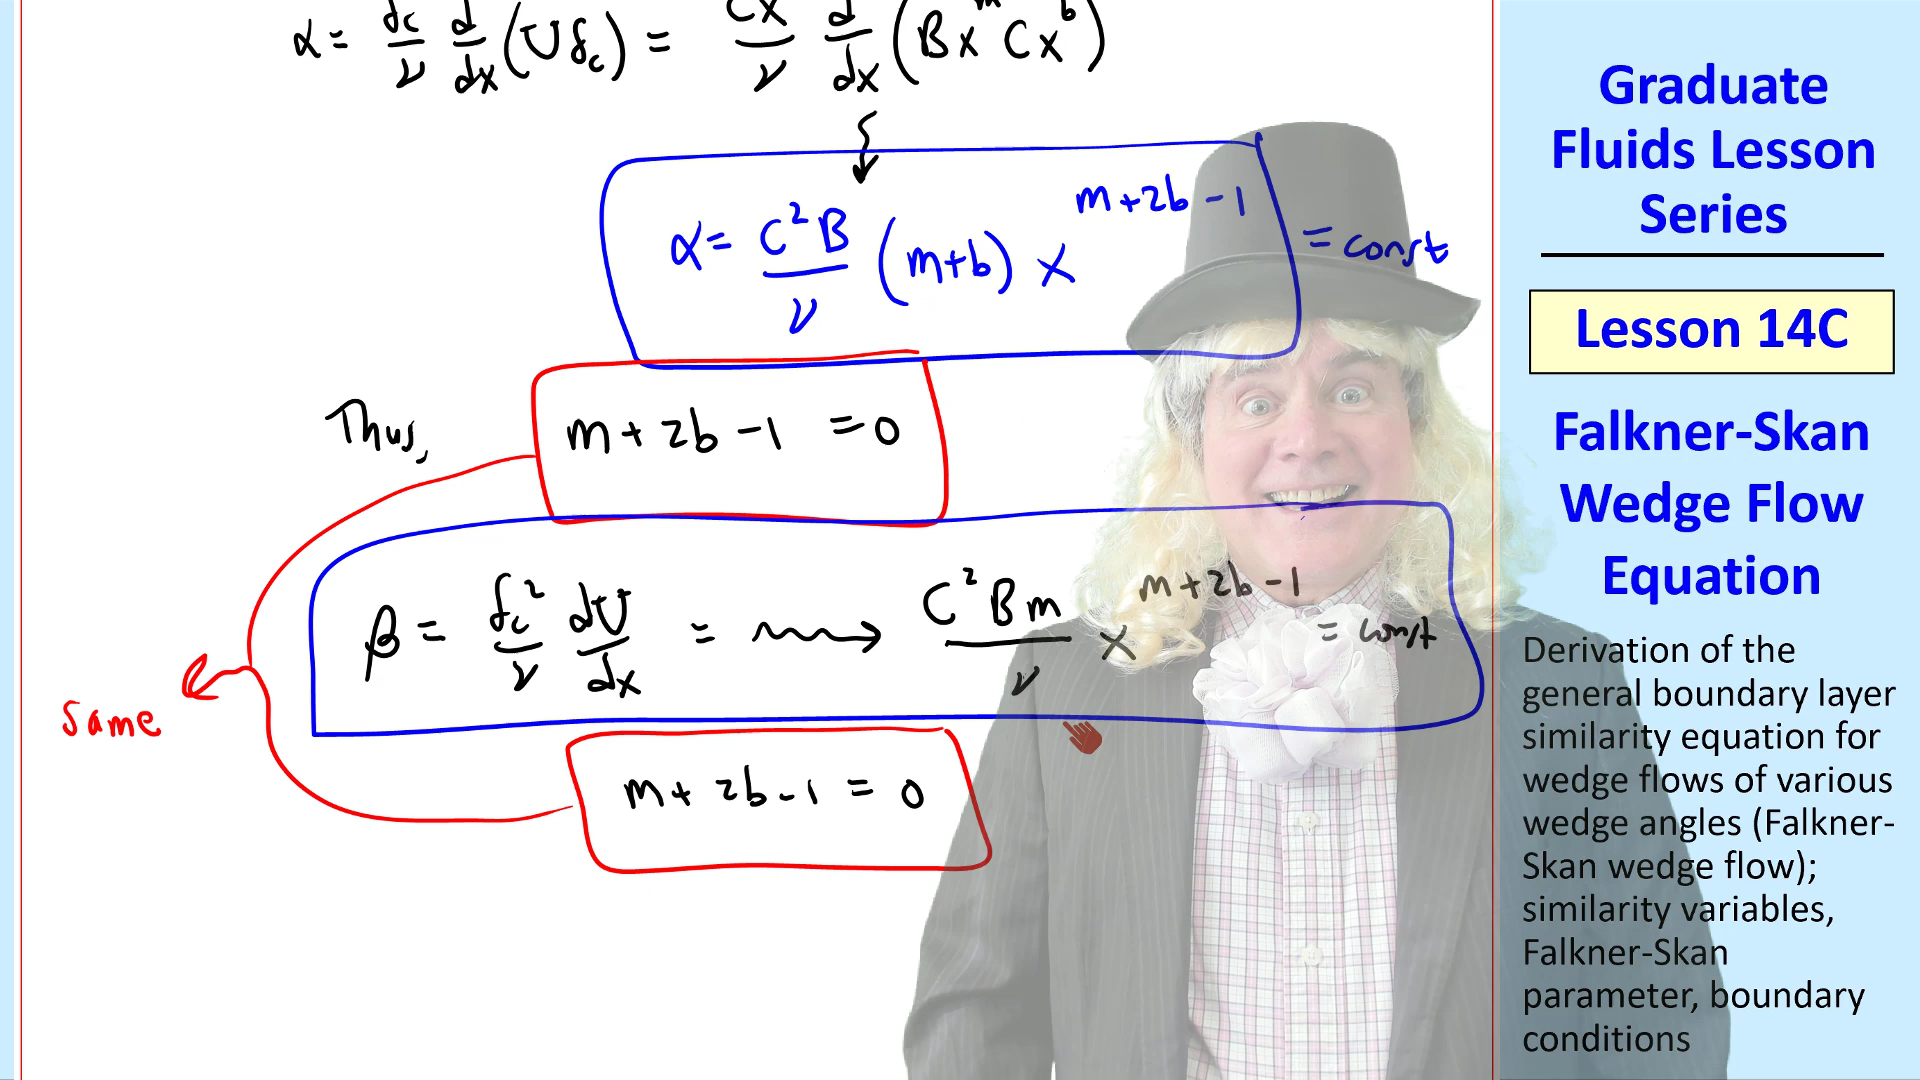 α = δc/ν d/dx (U δc) = Cx/ν d/dx (Bx^m Cx^b)
α = C²B/ν (m+b) x^(m+2b-1) = const
Thus, m+2b-1 = 0
β = δc²/ν dU/dx = ⟿ C²Bm/ν x^(m+2b-1) = const
Same
m+2b-1 = 0
Graduate
Fluids Lesson
Series
Lesson 14C
Falkner-Skan
Wedge Flow
Equation
Derivation of the
general boundary layer
similarity equation for
wedge flows of various
wedge angles (Falkner-
Skan wedge flow);
similarity variables,
Falkner-Skan
parameter, boundary
conditions